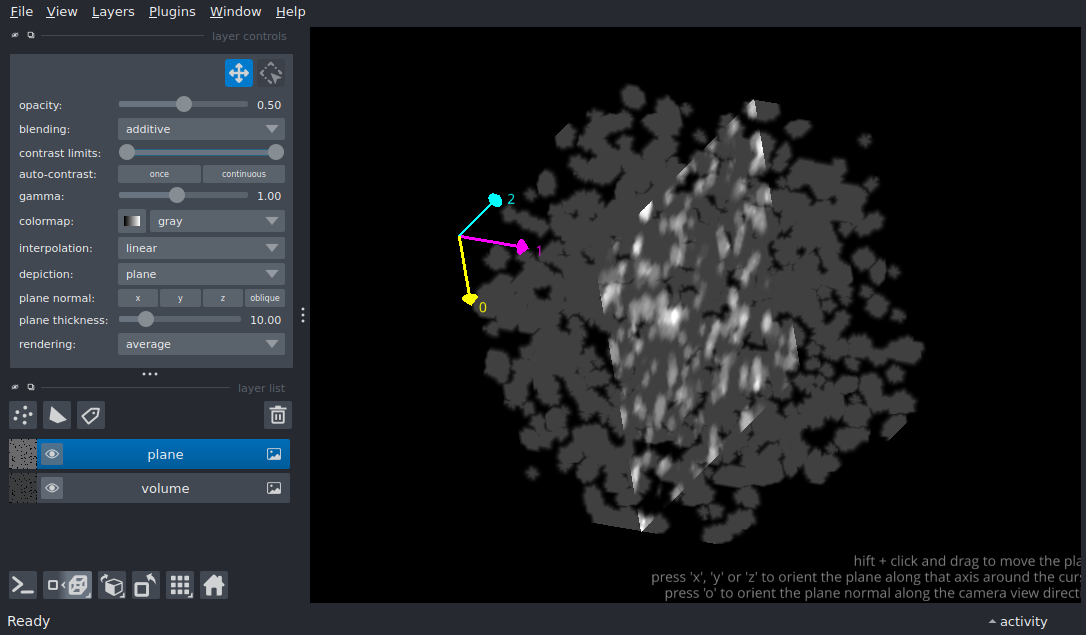 File View Layers Plugins Window Help
layer controls
opacity: 0.50
blending: additive
contrast limits:
auto-contrast: once continuous
gamma: 1.00
colormap: gray
interpolation: linear
depiction: plane
plane normal: x y z oblique
plane thickness: 10.00
rendering: average
layer list
plane
volume
2
1
0
hift + click and drag to move the pla
press 'x', 'y' or 'z' to orient the plane along that axis around the curs
press 'o' to orient the plane normal along the camera view direct
Ready activity